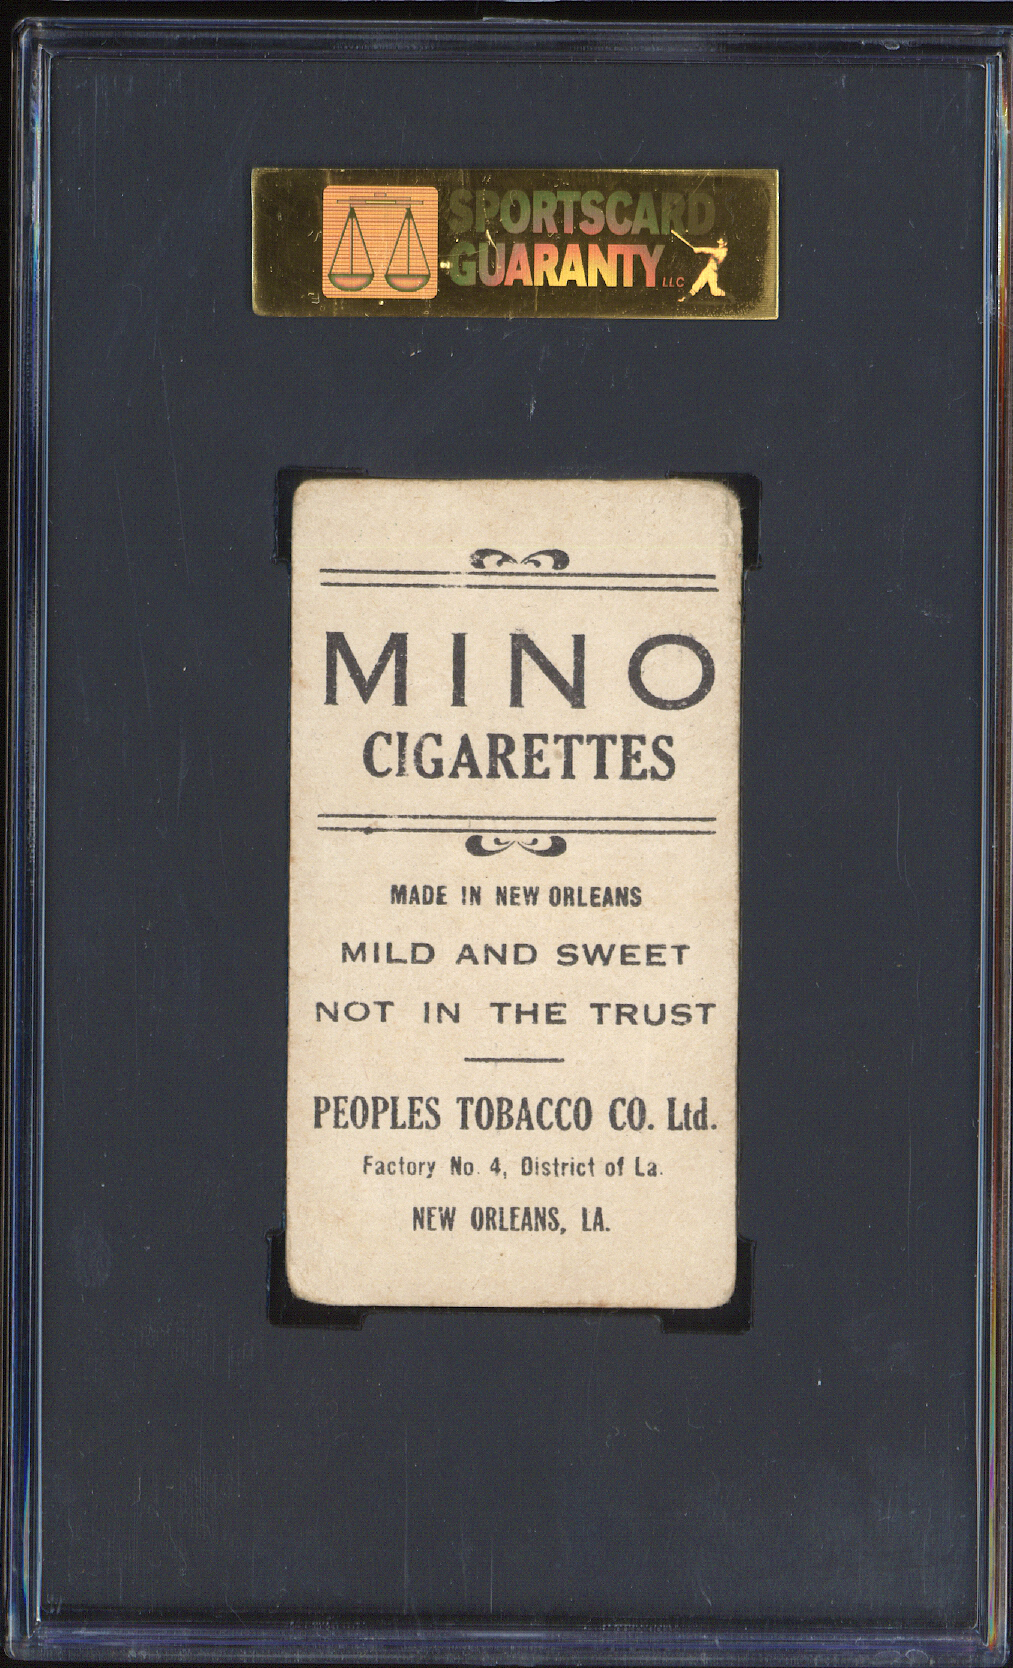 SPORTSCARD
GUARANTY LLC
MINO
CIGARETTES
MADE IN NEW ORLEANS
MILD AND SWEET
NOT IN THE TRUST
PEOPLES TOBACCO CO. Ltd.
Factory No. 4, District of La.
NEW ORLEANS, LA.